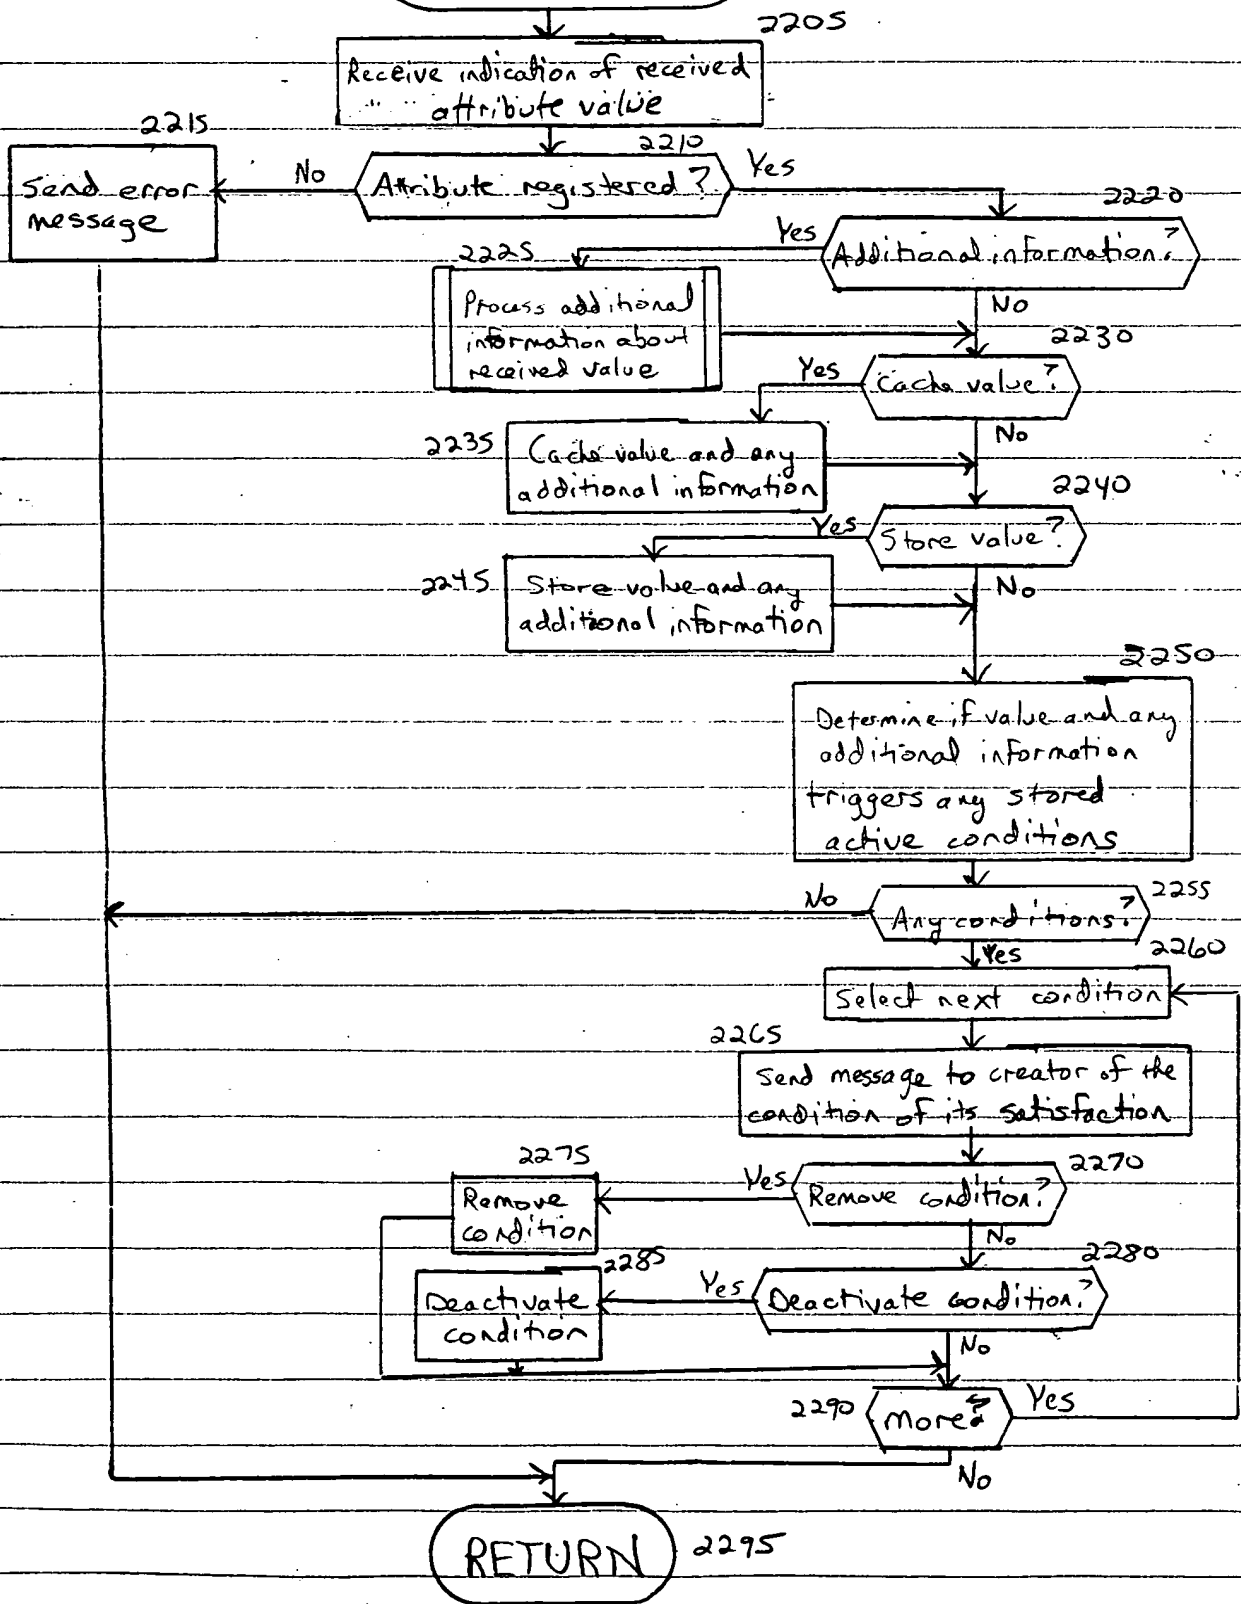 2205
Receive indication of received
attribute value
2215
2210
Send error
message
No
Attribute registered?
Yes
2220
Yes
Additional information?
2225
Process additional
information about
received value
No
2230
Yes
Cache value?
2235
Cache value and any
additional information
No
2240
Yes
Store value?
2245
Store value and any
additional information
No
2250
Determine if value and any
additional information
triggers any stored
active conditions
No
Any conditions?
2255
Yes
2260
Select next condition
2265
Send message to creator of the
condition of its satisfaction
2275
2270
Remove
condition
Yes
Remove condition?
No
2285
2280
Deactivate
condition
Yes
Deactivate condition?
No
2290
More?
Yes
No
RETURN
2295